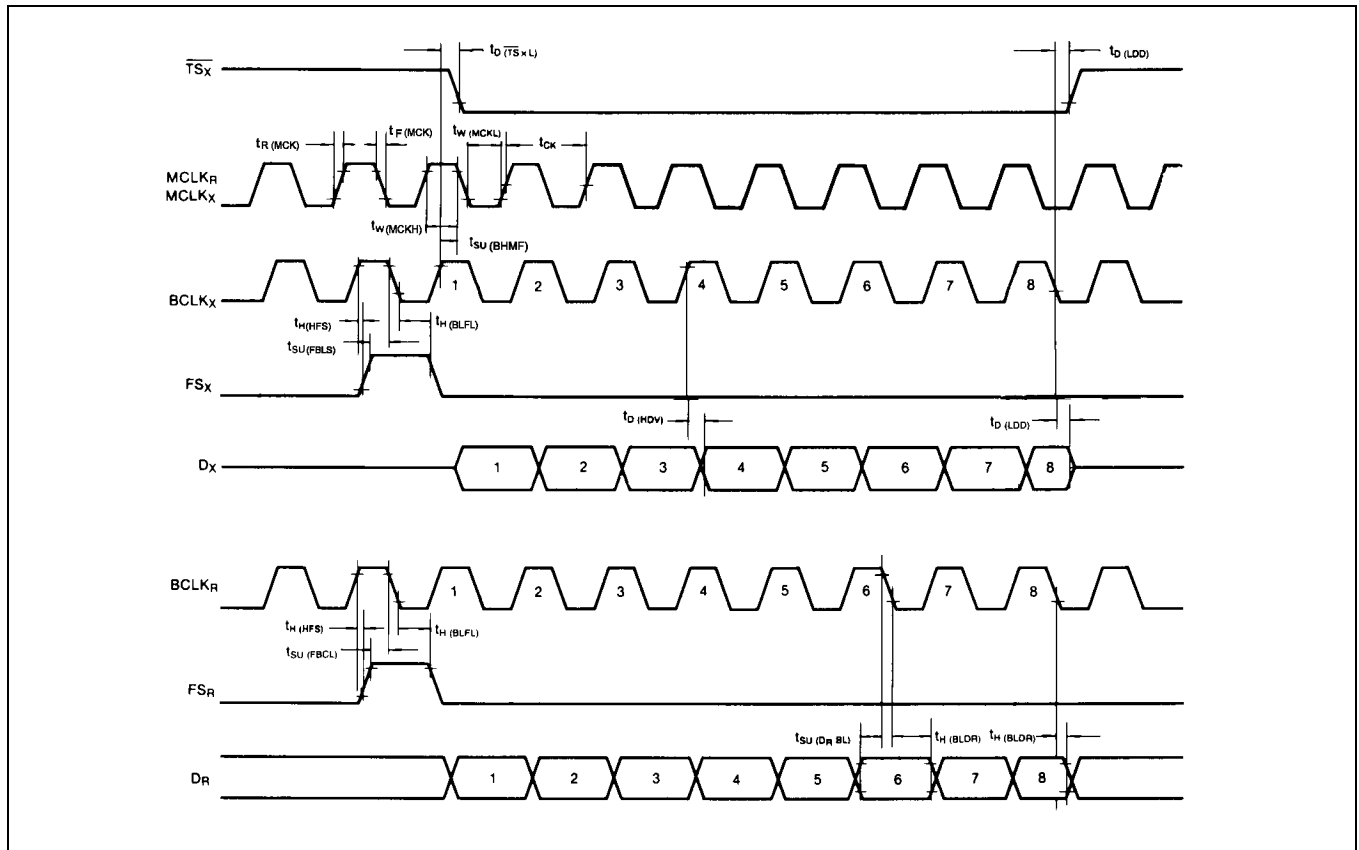 tD (TSx L) tD (LDD)
TSX
tR (MCK) tF (MCK) tW (MCKL) tCK
MCLKR
MCLKX
tW(MCKH)
tSU (BHMF)
BCLKX 1 2 3 4 5 6 7 8
tH(HFS) tH (BLFL)
tSU(FBLS)
FSX
tD (HDV) tD (LDD)
DX 1 2 3 4 5 6 7 8
BCLKR 1 2 3 4 5 6 7 8
tH (HFS) tH (BLFL)
tSU (FBCL)
FSR
tSU (DR BL) tH (BLDR) tH (BLDR)
DR 1 2 3 4 5 6 7 8